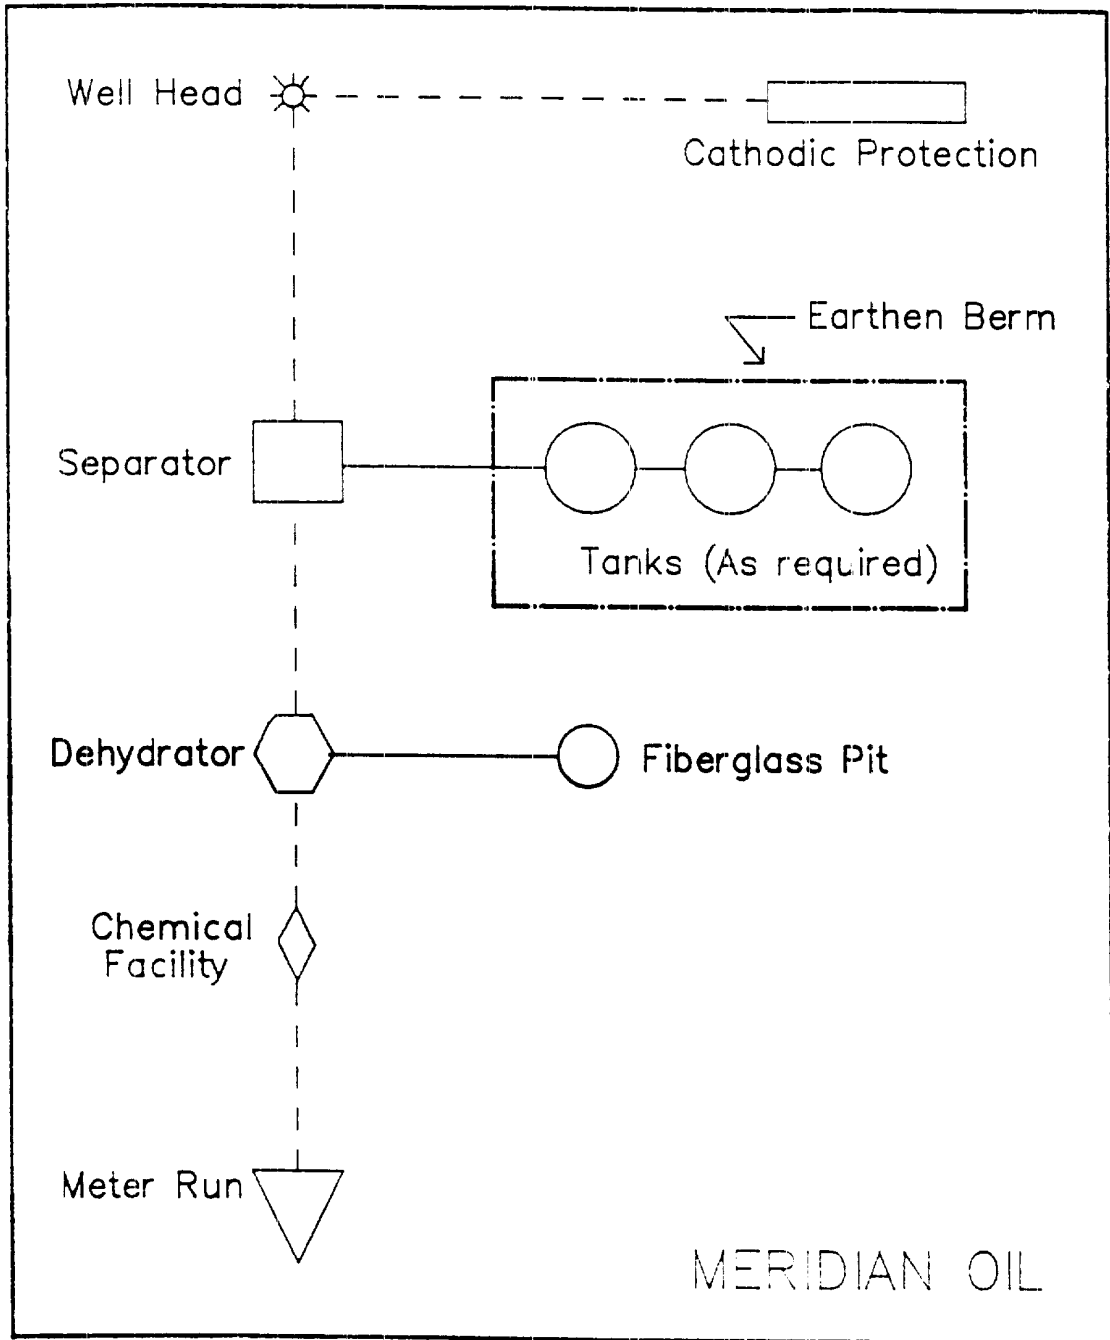 Well Head
Cathodic Protection
Earthen Berm
Separator
Tanks (As required)
Dehydrator
Fiberglass Pit
Chemical
Facility
Meter Run
MERIDIAN OIL